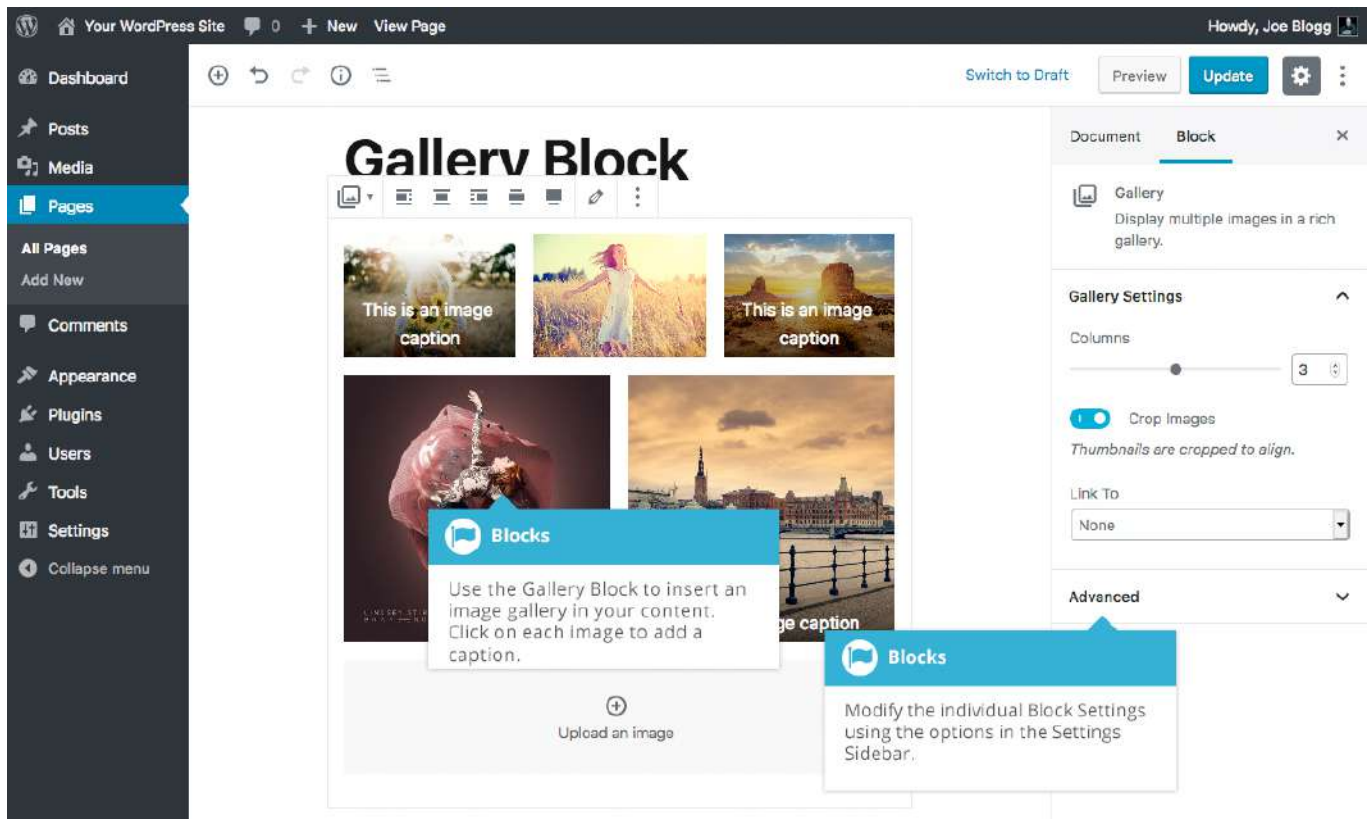 Your WordPress Site 0 + New View Page Howdy, Joe Blogg
Dashboard
Posts
Media
Pages
All Pages
Add New
Comments
Appearance
Plugins
Users
Tools
Settings
Collapse menu
Switch to Draft Preview Update
Gallery Block
This is an image
caption
This is an image
caption
ge caption
Blocks
Use the Gallery Block to insert an
image gallery in your content.
Click on each image to add a
caption.
Upload an image
Document Block
Gallery
Display multiple images in a rich
gallery.
Gallery Settings
Columns
3
Crop Images
Thumbnails are cropped to align.
Link To
None
Advanced
Blocks
Modify the individual Block Settings
using the options in the Settings
Sidebar.